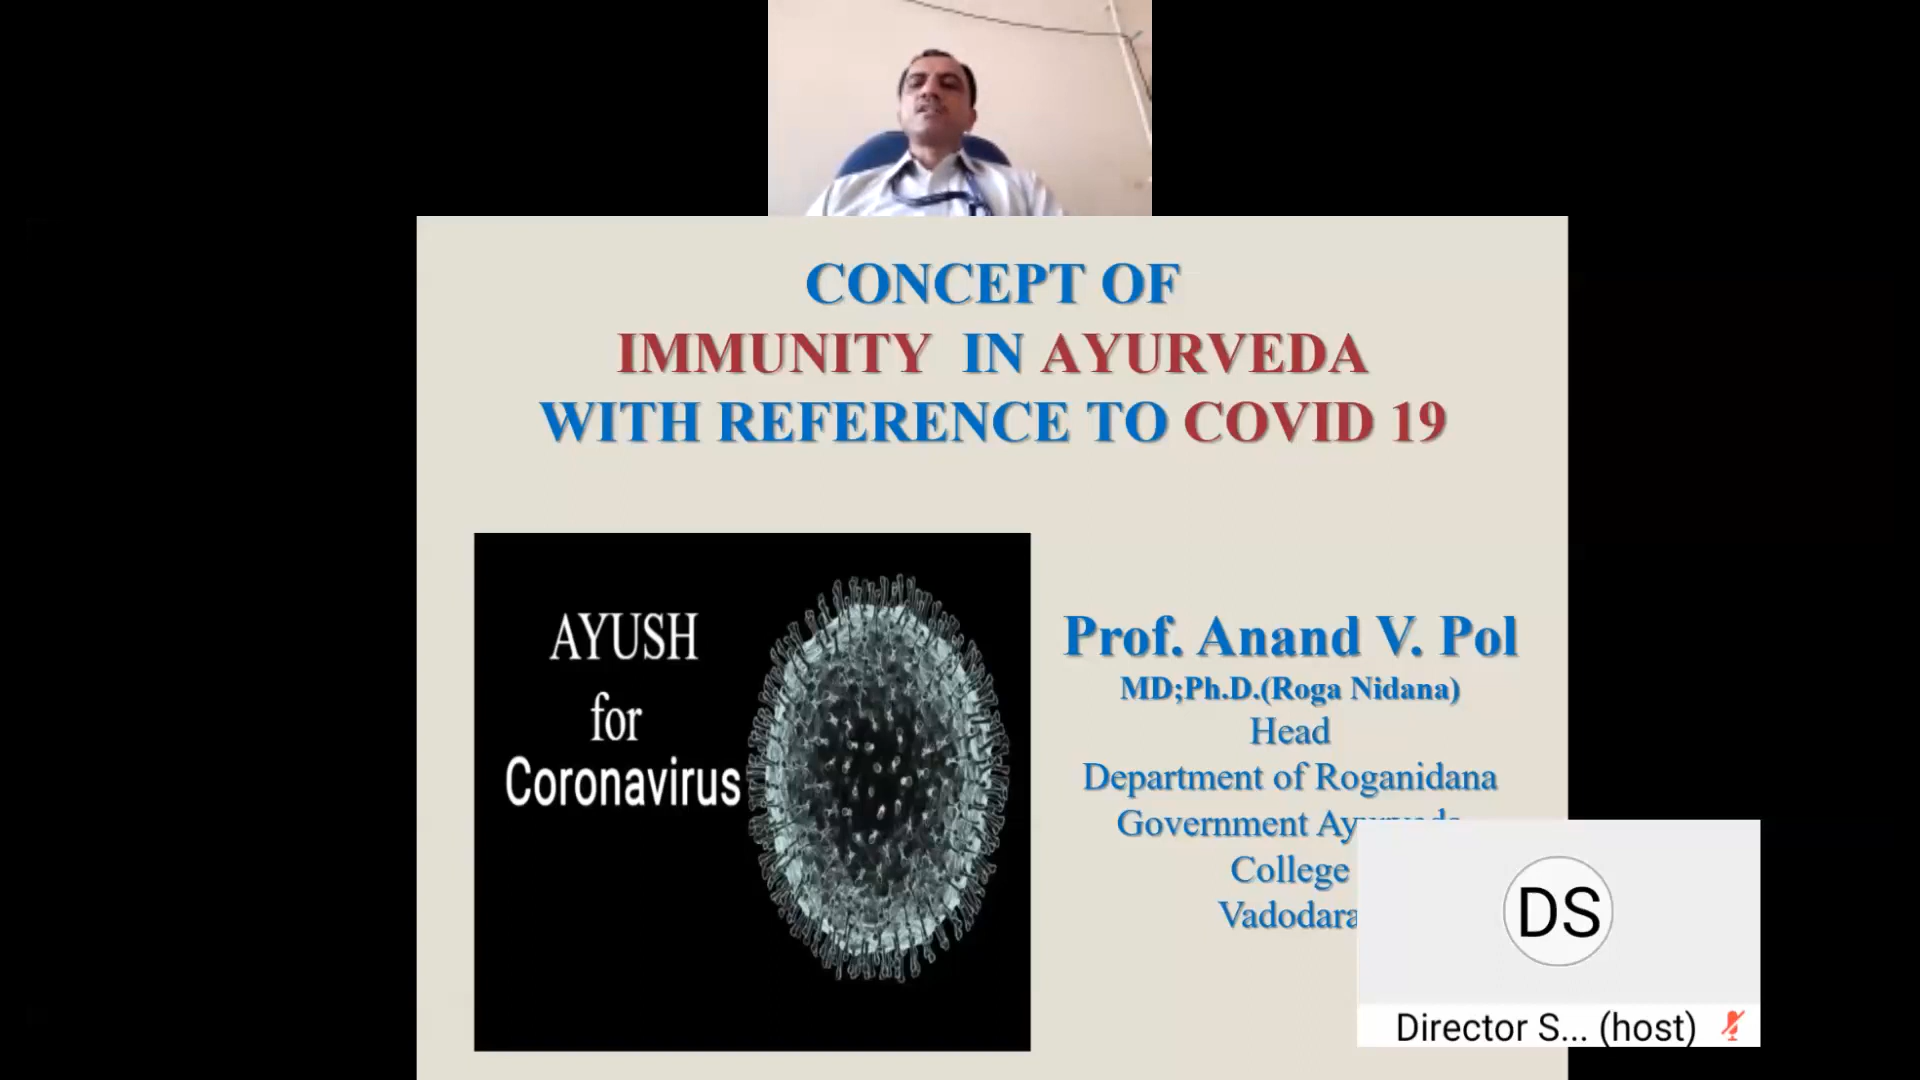 CONCEPT OF
IMMUNITY IN AYURVEDA
WITH REFERENCE TO COVID 19
AYUSH
for
Coronavirus
Prof. Anand V. Pol
MD;Ph.D.(Roga Nidana)
Head
Department of Roganidana
Government
College
Vadodara
DS
Director S... (host)